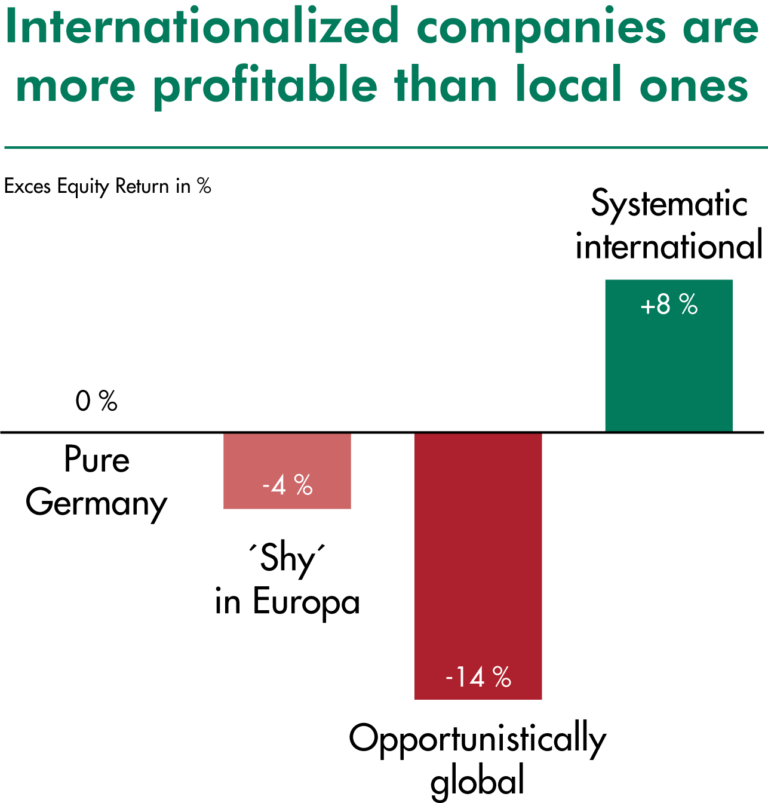 Internationalized companies are
more profitable than local ones
Exces Equity Return in %
Systematic
international
+8 %
0 %
Pure
Germany
-4 %
´Shy´
in Europa
-14 %
Opportunistically
global